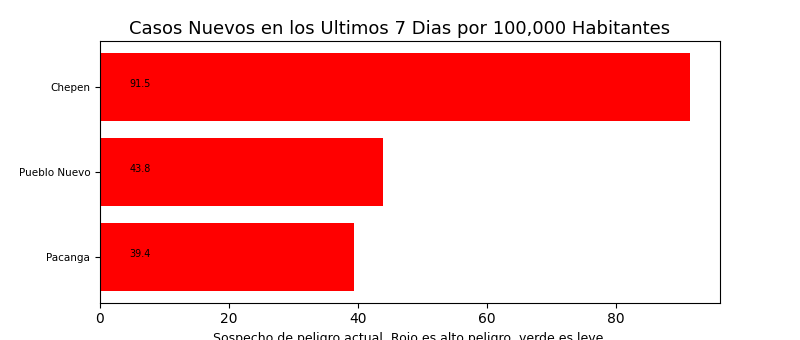 Casos Nuevos en los Ultimos 7 Dias por 100,000 Habitantes
Chepen
91.5
Pueblo Nuevo
43.8
Pacanga
39.4
0 20 40 60 80
Sospecho de peligro actual. Rojo es alto peligro, verde es leve